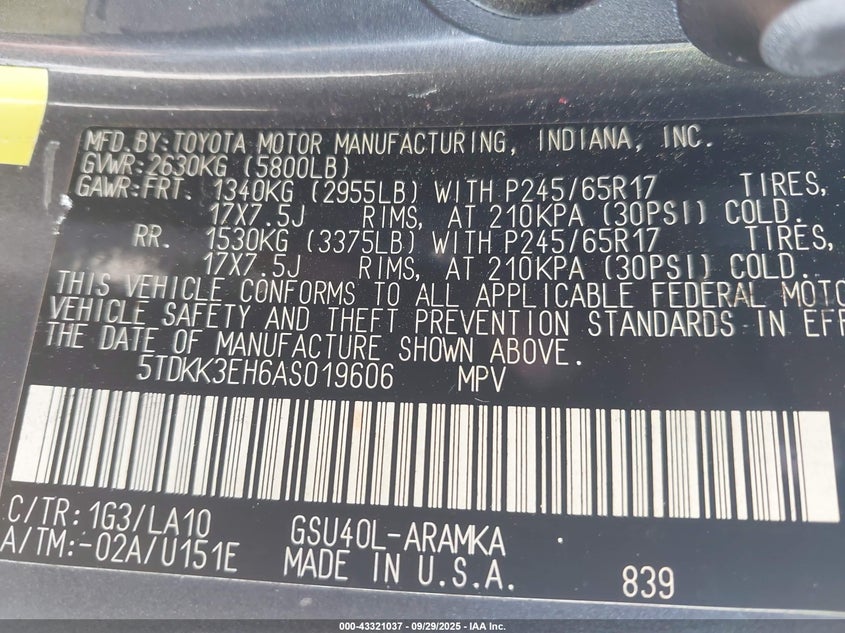 MFD.BY:TOYOTA MOTOR MANUFACTURING, INDIANA, INC.
GVWR:2630KG (5800LB)
GAWR:FRT. 1340KG (2955LB) WITH P245/65R17 TIRES,
17X7.5J RIMS, AT 210KPA (30PSI) COLD.
RR. 1530KG (3375LB) WITH P245/65R17 TIRES,
17X7.5J RIMS, AT 210KPA (30PSI) COLD.
THIS VEHICLE CONFORMS TO ALL APPLICABLE FEDERAL MOTO
VEHICLE SAFETY AND THEFT PREVENTION STANDARDS IN EFF
THE DATE OF MANUFACTURE SHOWN ABOVE.
5TDKK3EH6AS019606 MPV
C/TR:1G3/LA10 GSU40L-ARAMKA
A/TM:-02A/U151E MADE IN U.S.A. 839
000-43321037 - 09/29/2025 - IAA Inc.